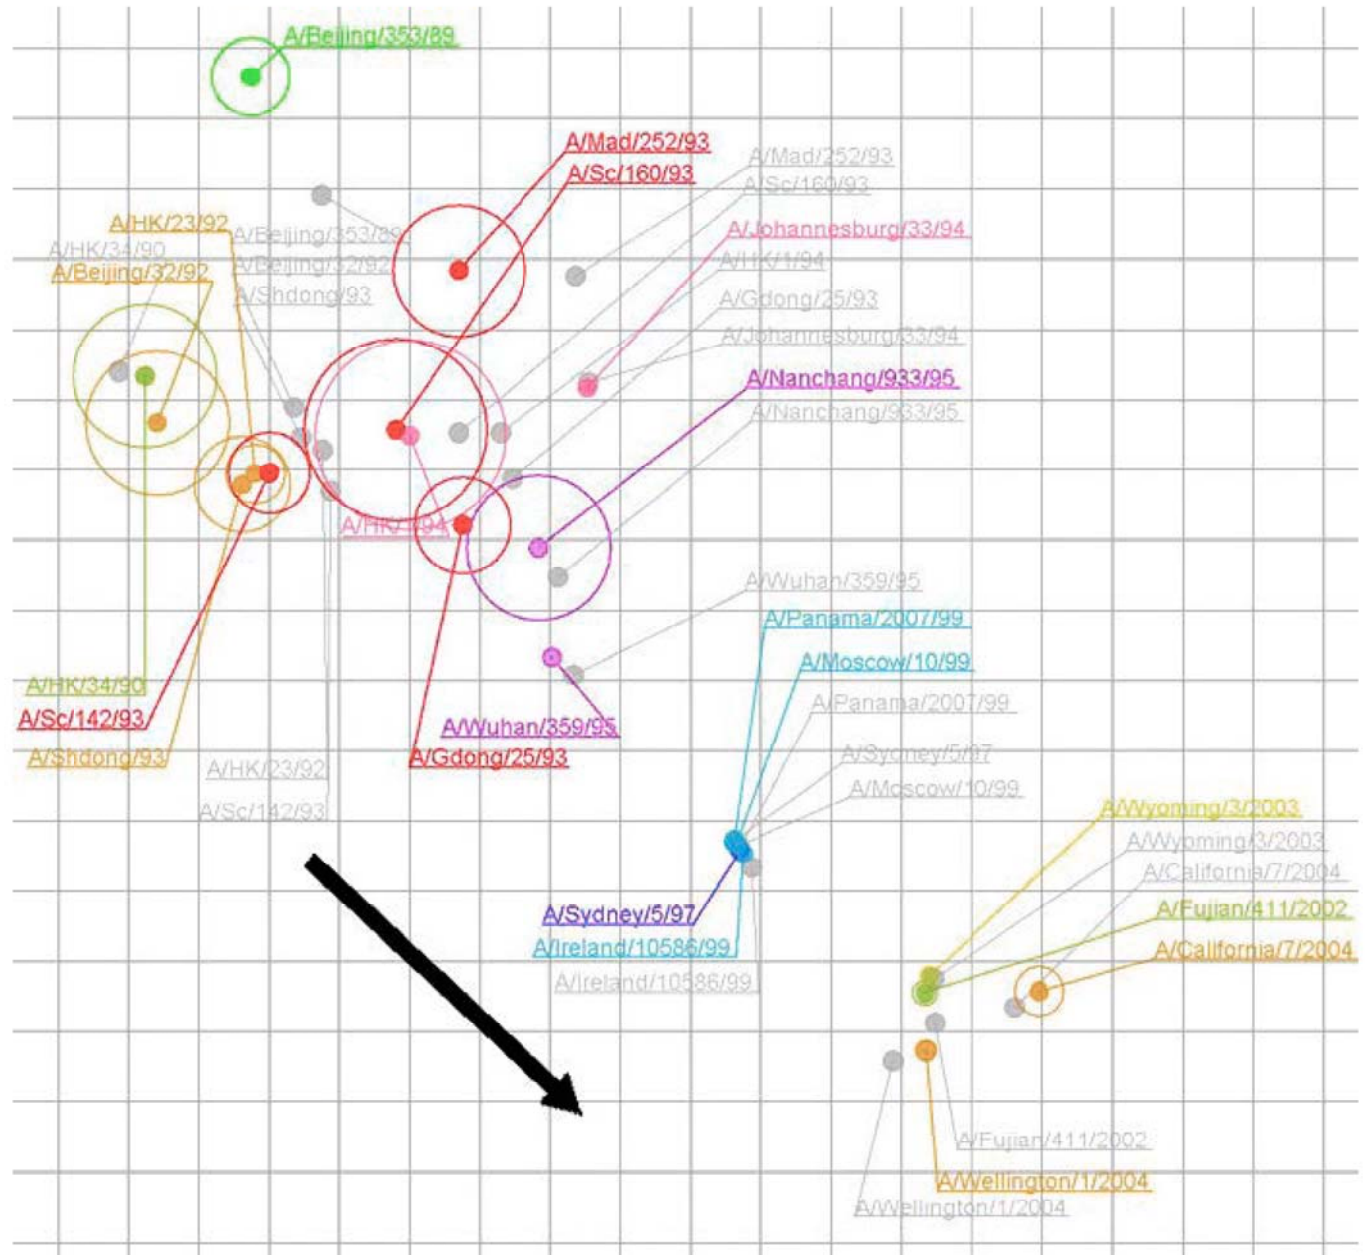 A/Beijing/353/89
A/Mad/252/93
A/Mad/252/93
A/Sc/160/93
A/Sc/160/93
A/HK/23/92
A/Johannesburg/33/94
A/Beijing/353/89
A/HK/34/90
A/HK/1/94
A/Beijing/32/92
A/Beijing/32/92
A/Shdong/93
A/Gdong/25/93
A/Johannesburg/33/94
A/Nanchang/933/95
A/Nanchang/933/95
A/HK/1/94
A/Wuhan/359/95
A/Panama/2007/99
A/Moscow/10/99
A/HK/34/90
A/Panama/2007/99
A/Sc/142/93
A/Wuhan/359/95
A/Shdong/93
A/Gdong/25/93
A/Sydney/5/97
A/HK/23/92
A/Moscow/10/99
A/Sc/142/93
A/Wyoming/3/2003
A/Wyoming/3/2003
A/California/7/2004
A/Sydney/5/97
A/Fujian/411/2002
A/Ireland/10586/99
A/California/7/2004
A/Ireland/10586/99
A/Fujian/411/2002
A/Wellington/1/2004
A/Wellington/1/2004